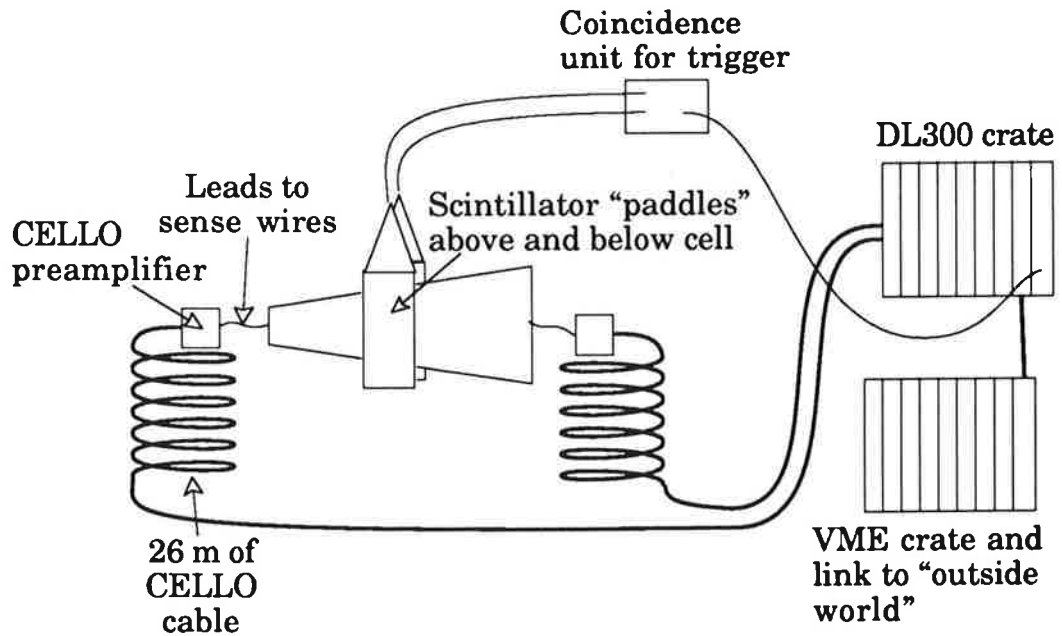 Coincidence
unit for trigger
DL300 crate
Leads to
sense wires
Scintillator “paddles”
above and below cell
CELLO
preamplifier
26 m of
CELLO
cable
VME crate and
link to “outside
world”